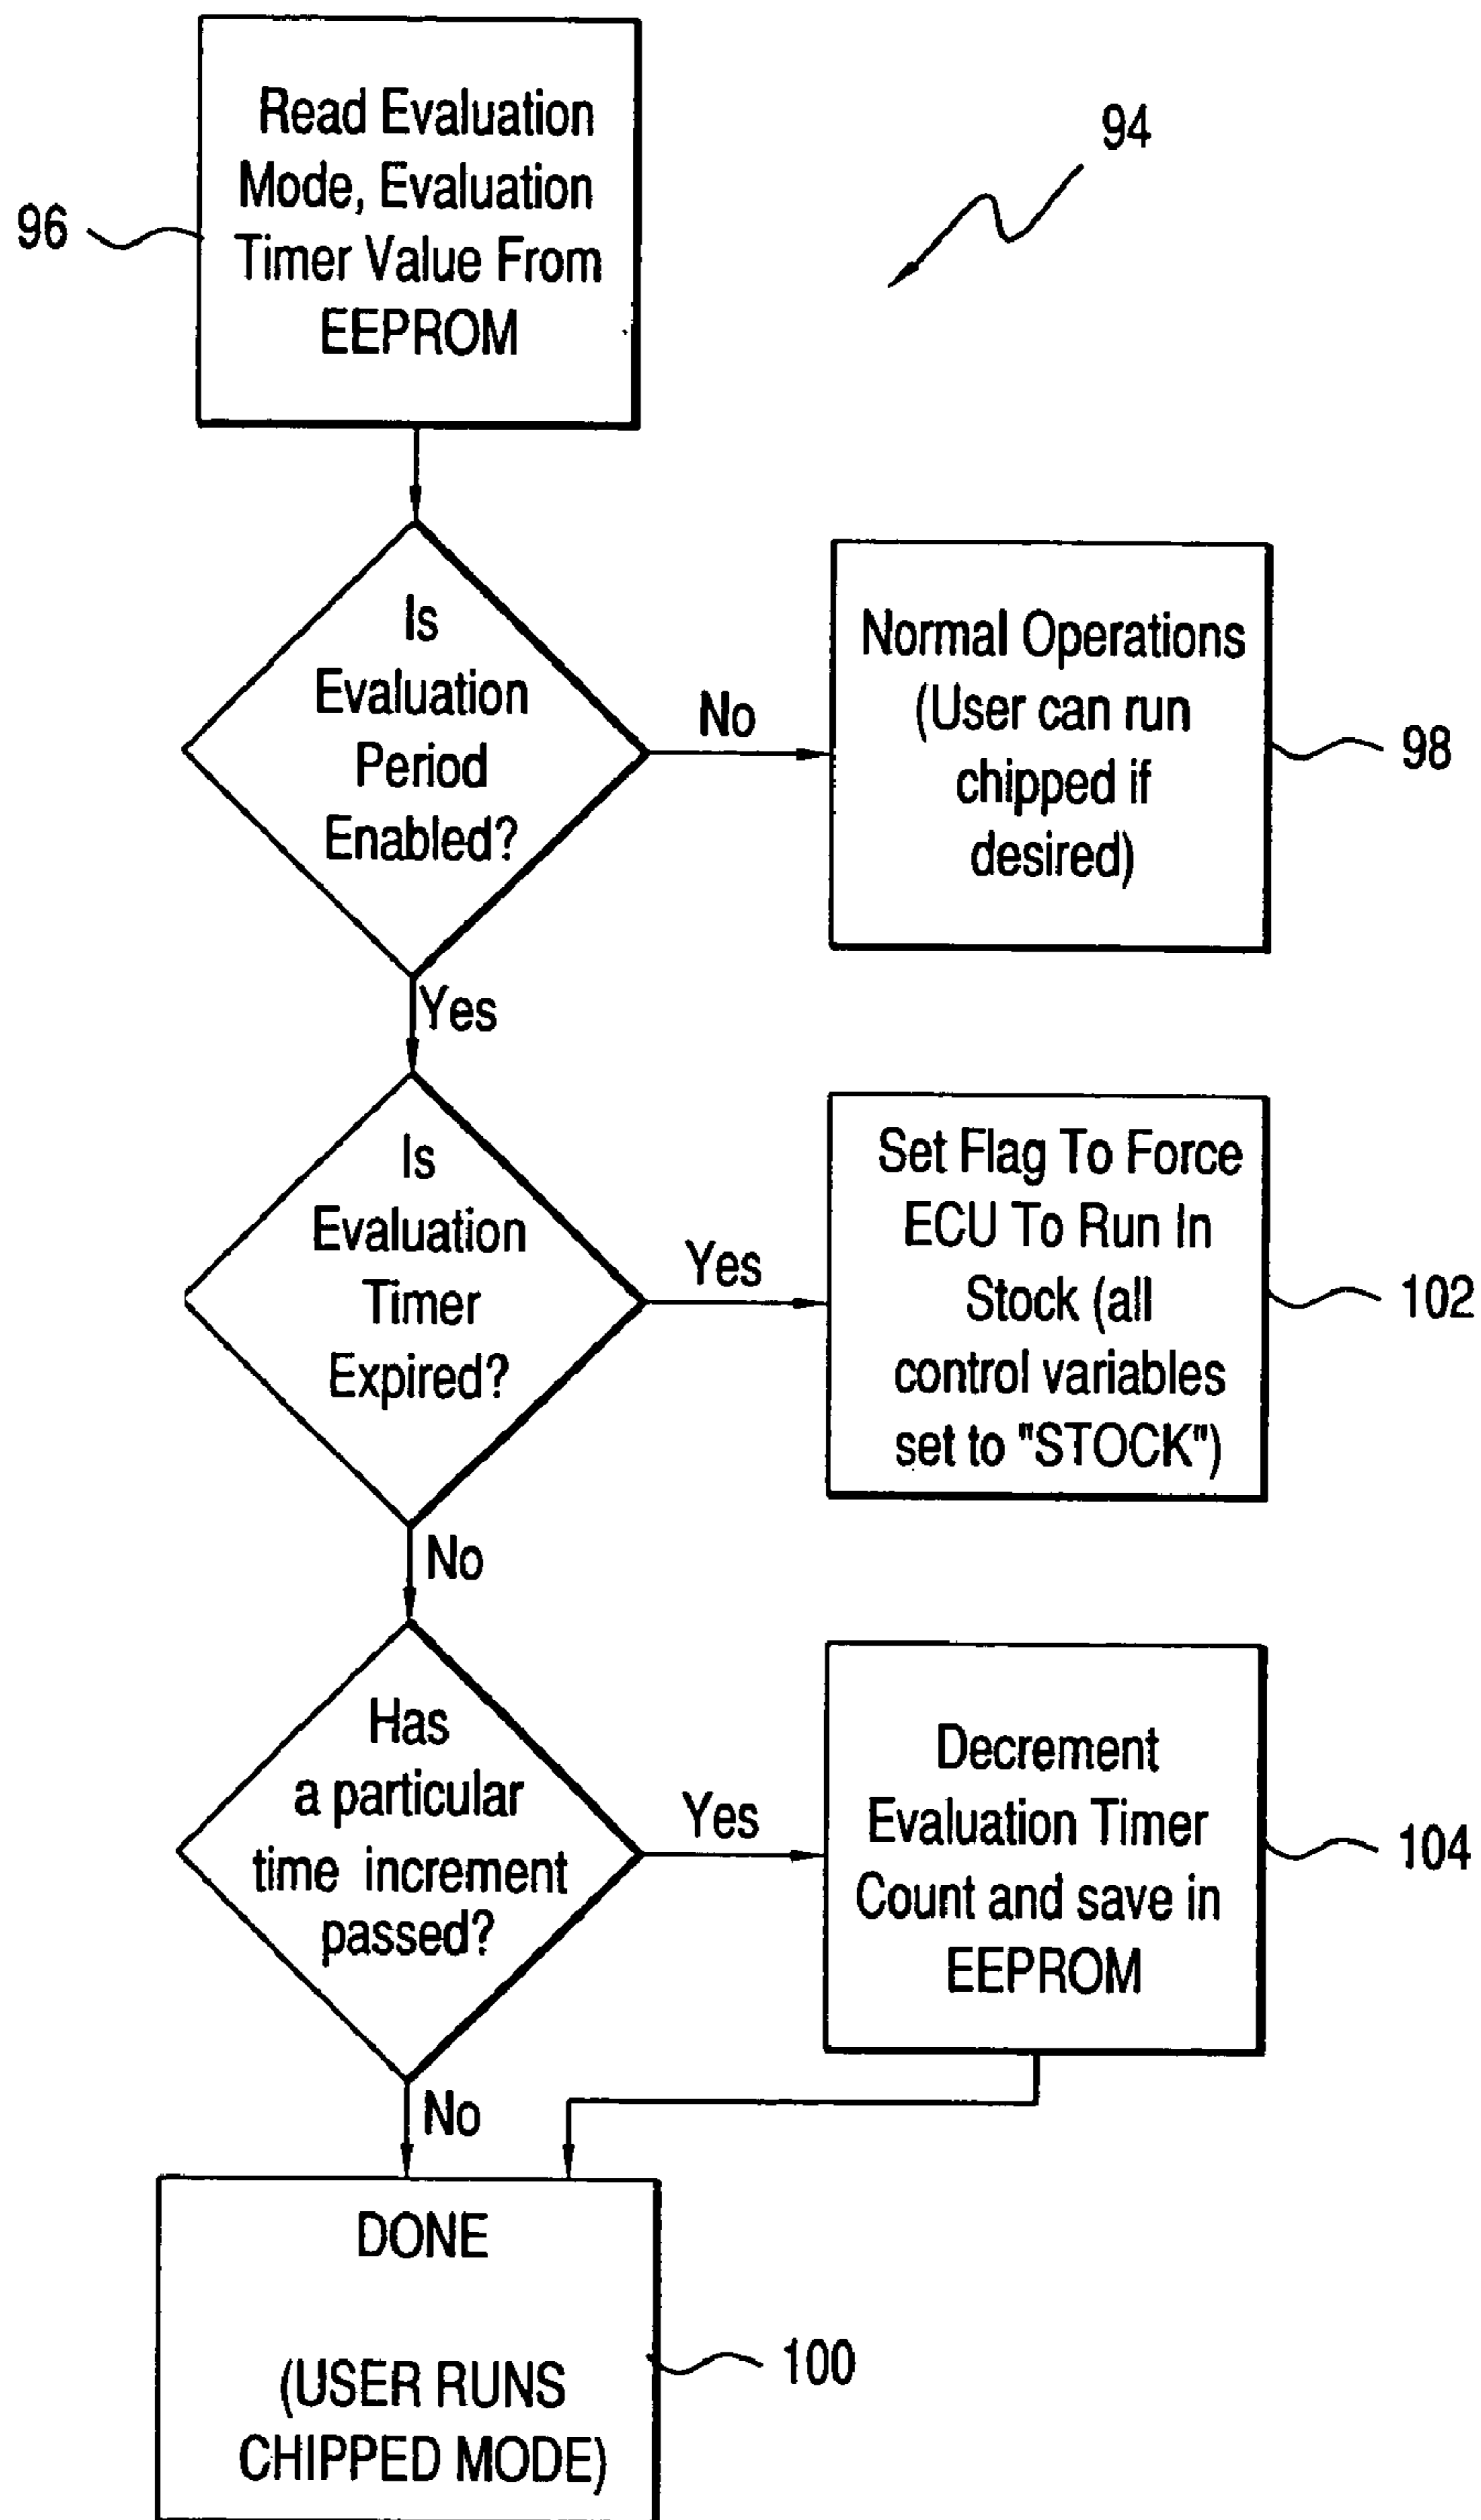 Read Evaluation
Mode, Evaluation
Timer Value From
EEPROM
96
94
Is
Evaluation
Period
Enabled?
No
Normal Operations
(User can run
chipped if
desired)
98
Yes
Is
Evaluation
Timer
Expired?
Yes
Set Flag To Force
ECU To Run In
Stock (all
control variables
set to "STOCK")
102
No
Has
a particular
time increment
passed?
Yes
Decrement
Evaluation Timer
Count and save in
EEPROM
104
No
DONE
(USER RUNS
CHIPPED MODE)
100